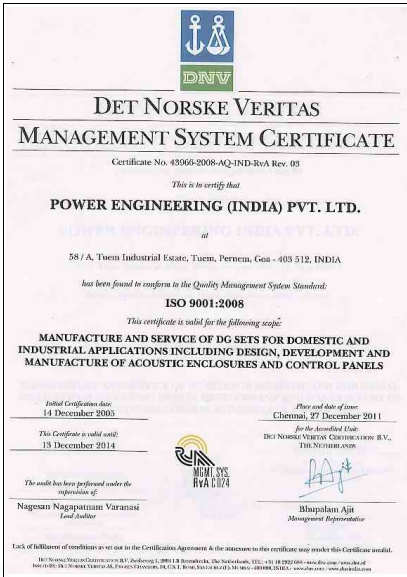 DNV
DET NORSKE VERITAS
MANAGEMENT SYSTEM CERTIFICATE
Certificate No. 43966-2008-AQ-IND-RvA Rev. 03
This is to certify that
POWER ENGINEERING (INDIA) PVT. LTD.
at
58 / A, Tuem Industrial Estate, Tuem, Pernem, Goa - 403 512, INDIA
has been found to conform to the Quality Management System Standard:
ISO 9001:2008
This certificate is valid for the following scope:
MANUFACTURE AND SERVICE OF DG SETS FOR DOMESTIC AND
INDUSTRIAL APPLICATIONS INCLUDING DESIGN, DEVELOPMENT AND
MANUFACTURE OF ACOUSTIC ENCLOSURES AND CONTROL PANELS
Initial Certification date:
14 December 2005
Place and date of issue:
Chennai, 27 December 2011
This Certificate is valid until:
13 December 2014
for the Accredited Unit:
DET NORSKE VERITAS CERTIFICATION B.V.,
THE NETHERLANDS
MGMT. SYS.
RvA C 024
The audit has been performed under the
supervision of:
Nagesan Nagapatnam Varanasi
Lead Auditor
Bhupalam Ajit
Management Representative
Lack of fulfilment of conditions as set out in the Certification Agreement & the annexure to this certificate may render this Certificate invalid.